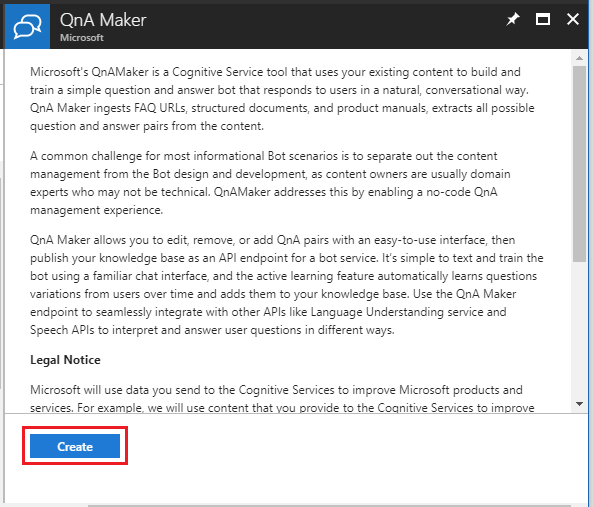 QnA Maker
Microsoft
Microsoft's QnAMaker is a Cognitive Service tool that uses your existing content to build and
train a simple question and answer bot that responds to users in a natural, conversational way.
QnA Maker ingests FAQ URLs, structured documents, and product manuals, extracts all possible
question and answer pairs from the content.
A common challenge for most informational Bot scenarios is to separate out the content
management from the Bot design and development, as content owners are usually domain
experts who may not be technical. QnAMaker addresses this by enabling a no-code QnA
management experience.
QnA Maker allows you to edit, remove, or add QnA pairs with an easy-to-use interface, then
publish your knowledge base as an API endpoint for a bot service. It's simple to text and train the
bot using a familiar chat interface, and the active learning feature automatically learns questions
variations from users over time and adds them to your knowledge base. Use the QnA Maker
endpoint to seamlessly integrate with other APIs like Language Understanding service and
Speech APIs to interpret and answer user questions in different ways.
Legal Notice
Microsoft will use data you send to the Cognitive Services to improve Microsoft products and
services. For example, we will use content that you provide to the Cognitive Services to improve
Create